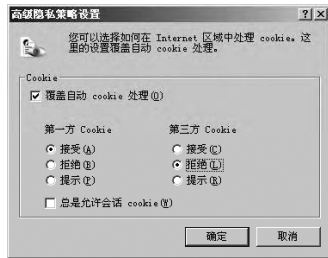 高级隐私策略设置
您可以选择如何在 Internet 区域中处理 cookie。这
里的设置覆盖自动 cookie 处理。
Cookie
覆盖自动 cookie 处理(O)
第一方 Cookie 第三方 Cookie
接受(A) 接受(C)
拒绝(B) 拒绝(L)
提示(P) 提示(R)
总是允许会话 cookie(W)
确定 取消